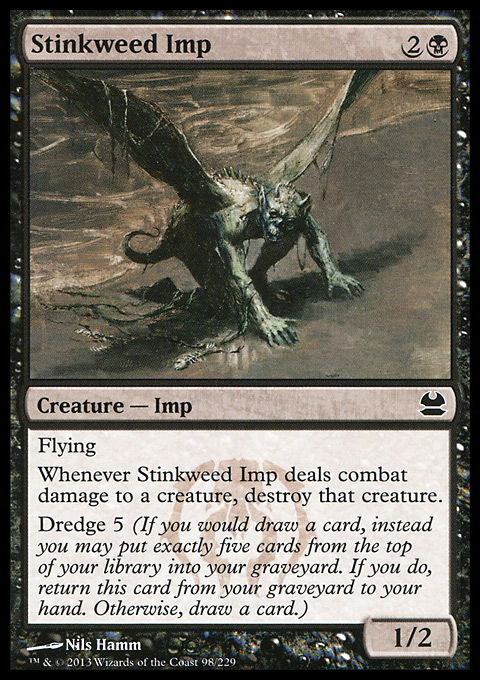 Stinkweed Imp 2
Creature — Imp
Flying
Whenever Stinkweed Imp deals combat
damage to a creature, destroy that creature.
Dredge 5 (If you would draw a card, instead
you may put exactly five cards from the top
of your library into your graveyard. If you do,
return this card from your graveyard to your
hand. Otherwise, draw a card.)
1/2
Nils Hamm
™ & © 2013 Wizards of the Coast 98/229